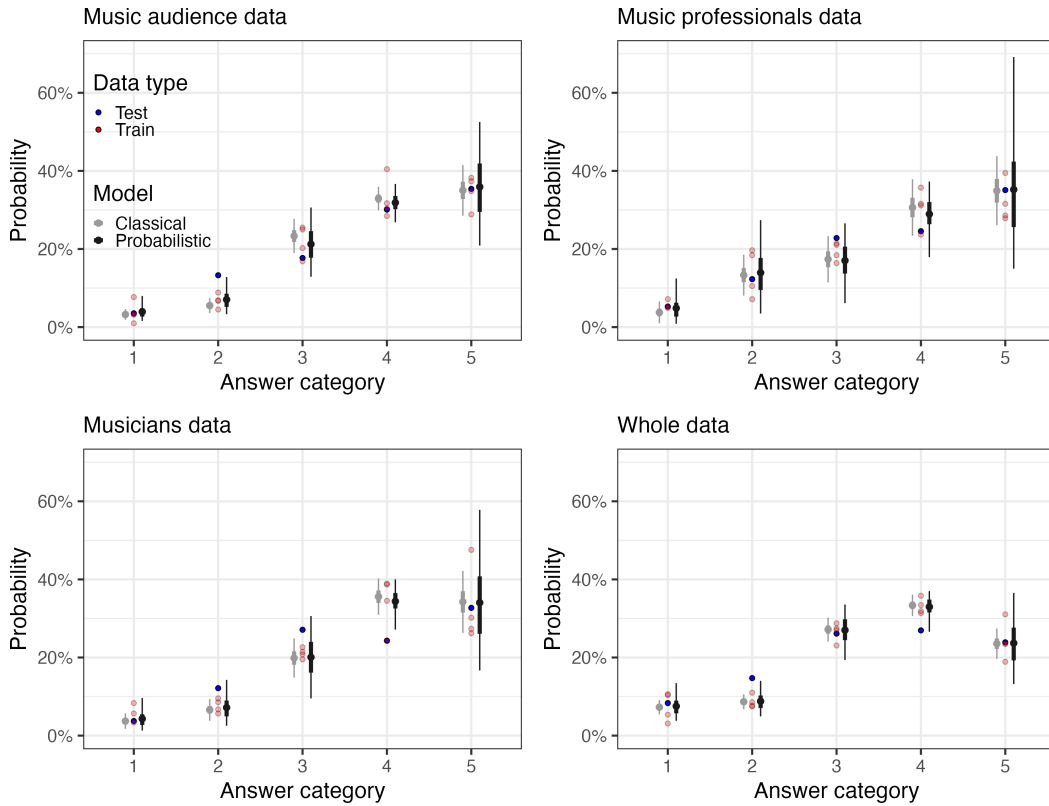 Music audience data
Probability
60%
40%
20%
0%
Data type
Test
Train
Model
Classical
Probabilistic
1 2 3 4 5
Answer category
Music professionals data
Probability
60%
40%
20%
0%
1 2 3 4 5
Answer category
Musicians data
Probability
60%
40%
20%
0%
1 2 3 4 5
Answer category
Whole data
Probability
60%
40%
20%
0%
1 2 3 4 5
Answer category